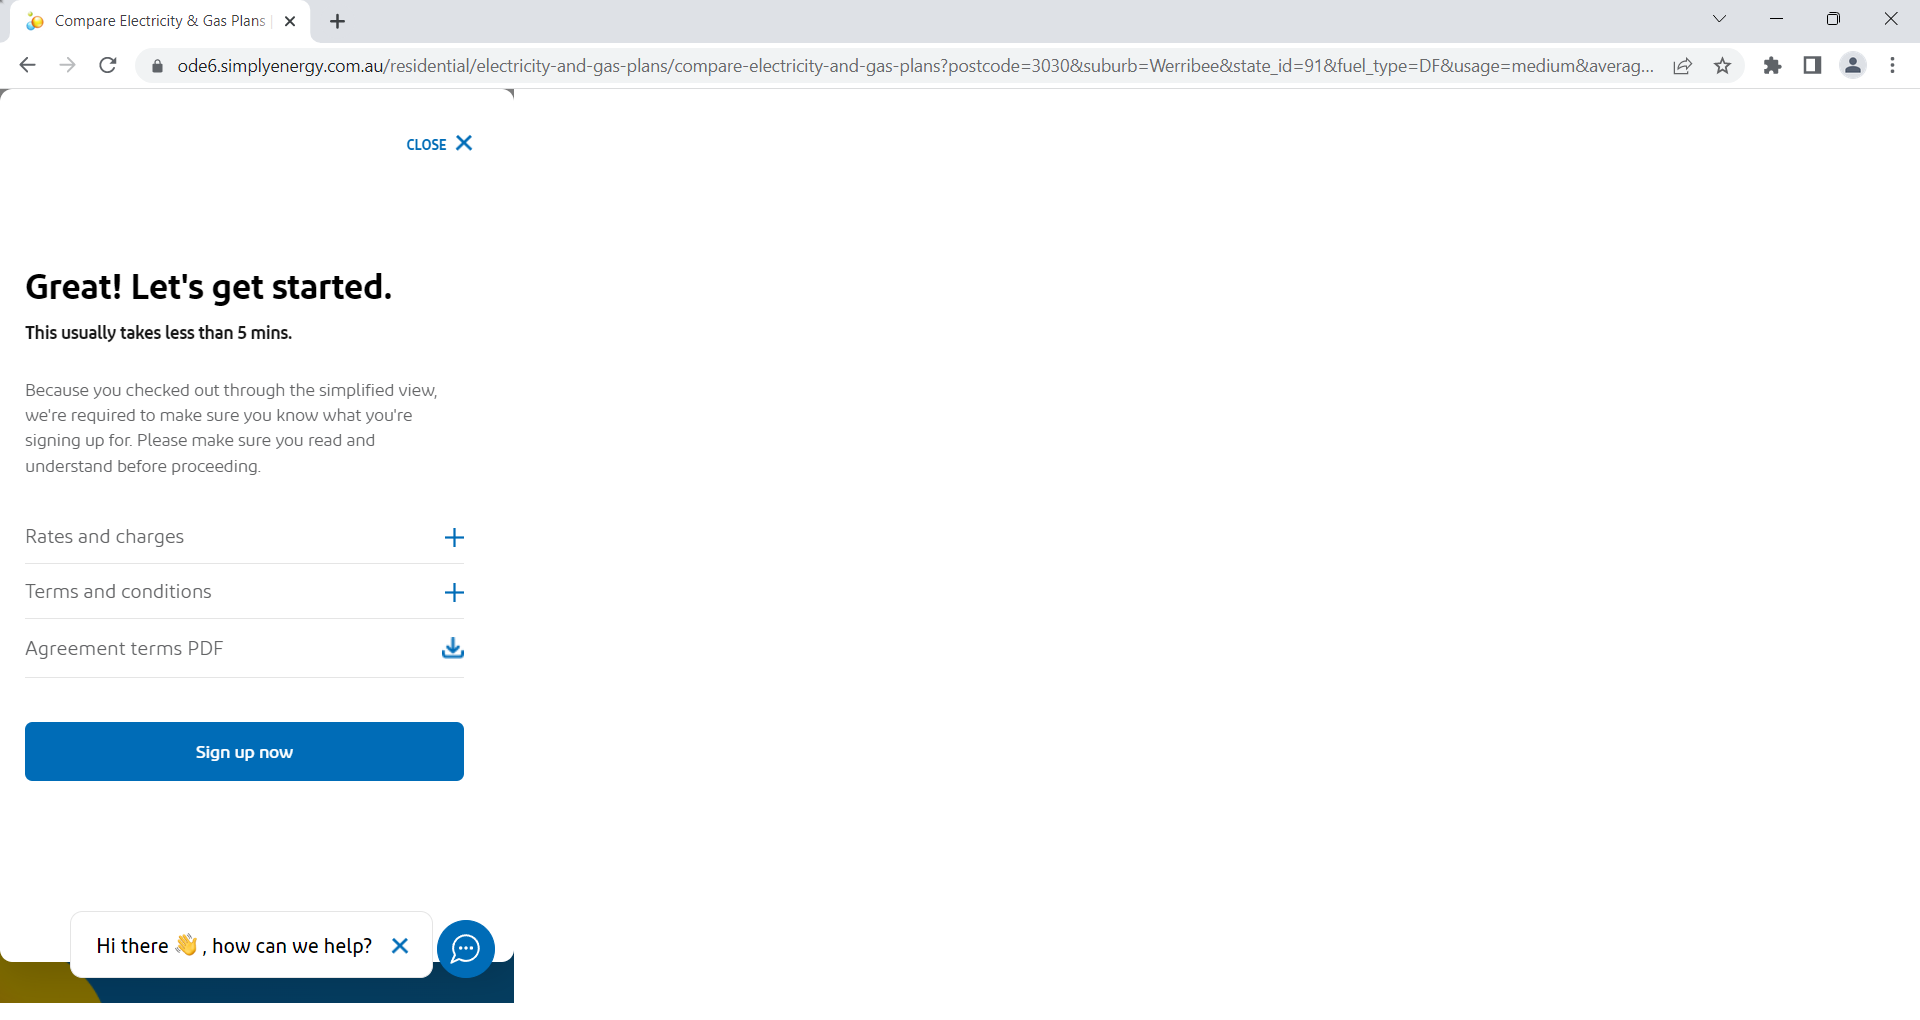 Compare Electricity & Gas Plans |
ode6.simplyenergy.com.au/residential/electricity-and-gas-plans/compare-electricity-and-gas-plans?postcode=3030&suburb=Werribee&state_id=91&fuel_type=DF&usage=medium&averag...
CLOSE
Great! Let's get started.
This usually takes less than 5 mins.
Because you checked out through the simplified view,
we're required to make sure you know what you're
signing up for. Please make sure you read and
understand before proceeding.
Rates and charges
Terms and conditions
Agreement terms PDF
Sign up now
Hi there 👋 , how can we help?